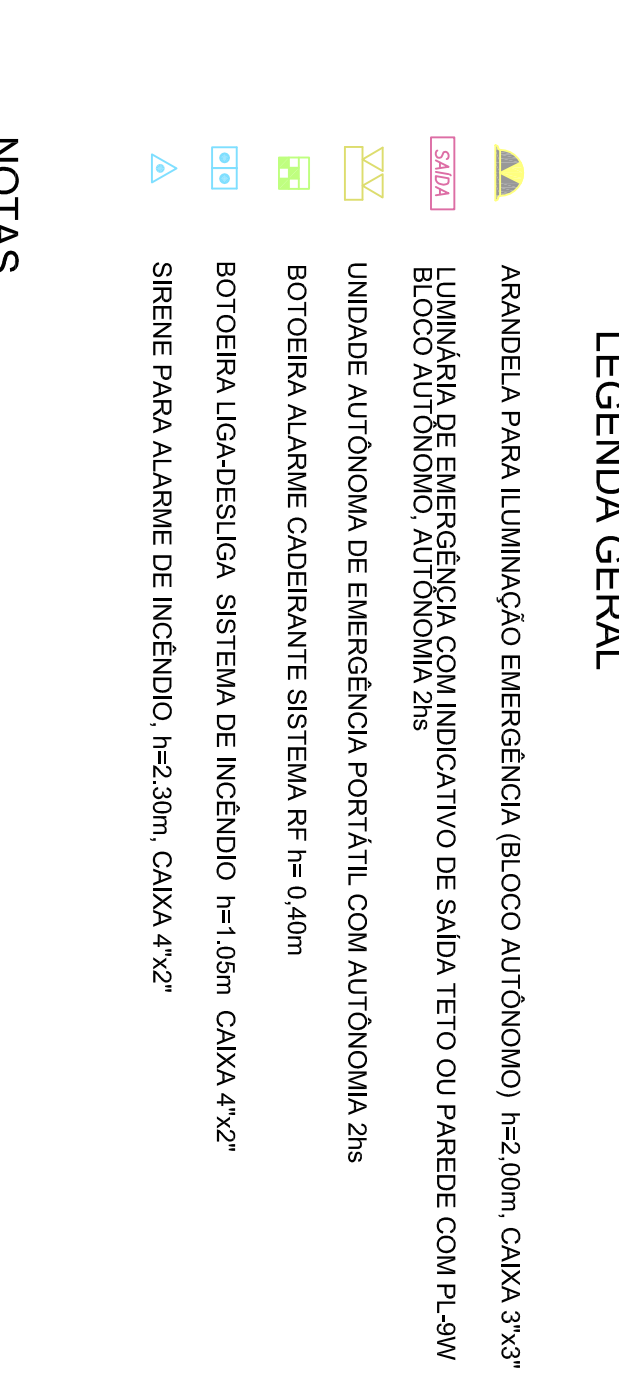 LEGENDA GERAL
ARANDELA PARA ILUMINAÇÃO EMERGÊNCIA (BLOCO AUTÔNOMO) h=2,00m, CAIXA 3"x3"
SAÍDA
LUMINÁRIA DE EMERGÊNCIA COM INDICATIVO DE SAÍDA TETO OU PAREDE COM PL-9W
BLOCO AUTÔNOMO, AUTÔNOMIA 2hs
UNIDADE AUTÔNOMA DE EMERGÊNCIA PORTÁTIL COM AUTÔNOMIA 2hs
BOTOEIRA ALARME CADEIRANTE SISTEMA RF h= 0,40m
BOTOEIRA LIGA-DESLIGA SISTEMA DE INCÊNDIO h=1.05m CAIXA 4"x2"
SIRENE PARA ALARME DE INCÊNDIO, h=2.30m, CAIXA 4"x2"
NOTAS